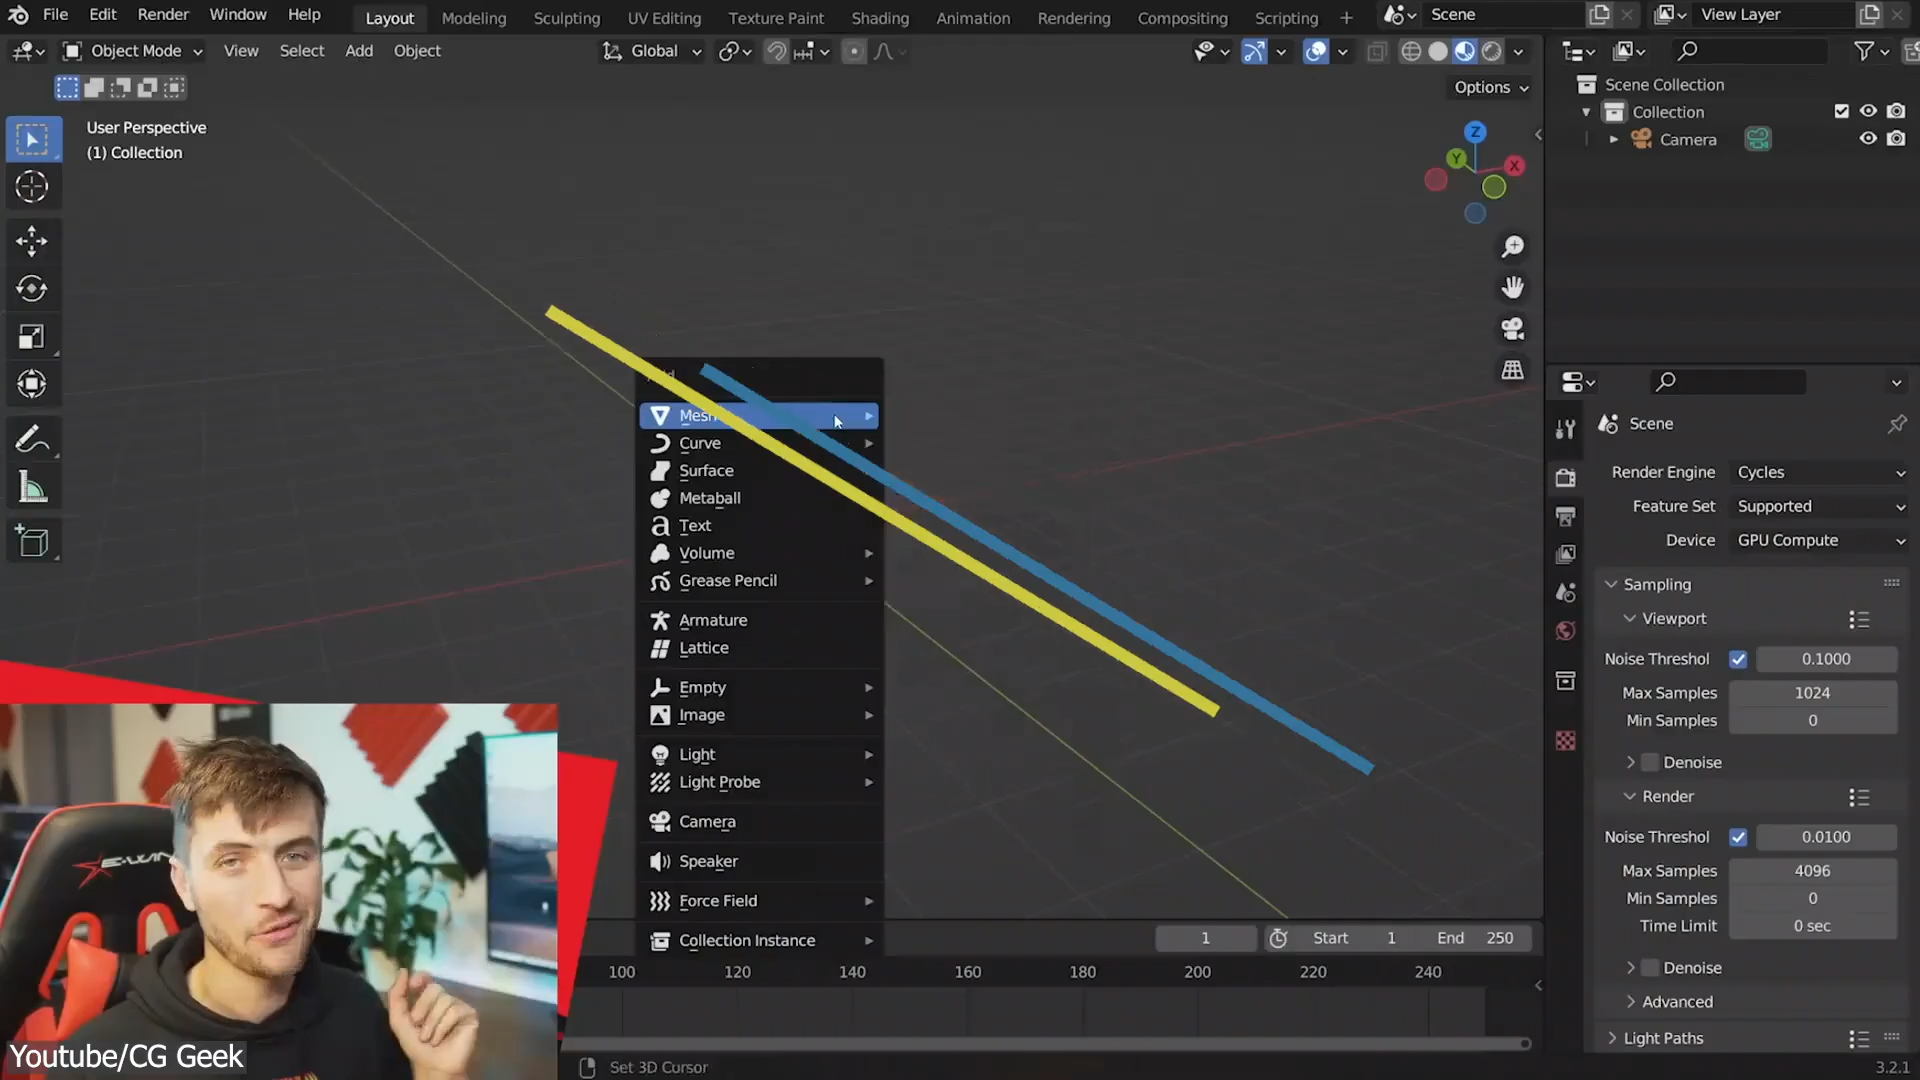 File Edit Render Window Help Layout Modeling Sculpting UV Editing Texture Paint Shading Animation Rendering Compositing Scripting + Scene View Layer
Object Mode View Select Add Object Global
Options
User Perspective
(1) Collection
Z
Y
X
Scene Collection
Collection
Camera
Mesh
Curve
Surface
Metaball
Text
Volume
Grease Pencil
Armature
Lattice
Empty
Image
Light
Light Probe
Camera
Speaker
Force Field
Collection Instance
Scene
Render Engine Cycles
Feature Set Supported
Device GPU Compute
Sampling
Viewport
Noise Threshol 0.1000
Max Samples 1024
Min Samples 0
Denoise
Render
Noise Threshol 0.0100
Max Samples 4096
Min Samples 0
Time Limit 0 sec
Denoise
Advanced
Light Paths
1 Start 1 End 250
100 120 140 160 180 200 220 240
Set 3D Cursor
3.2.1
E-WIN
Youtube/CG Geek